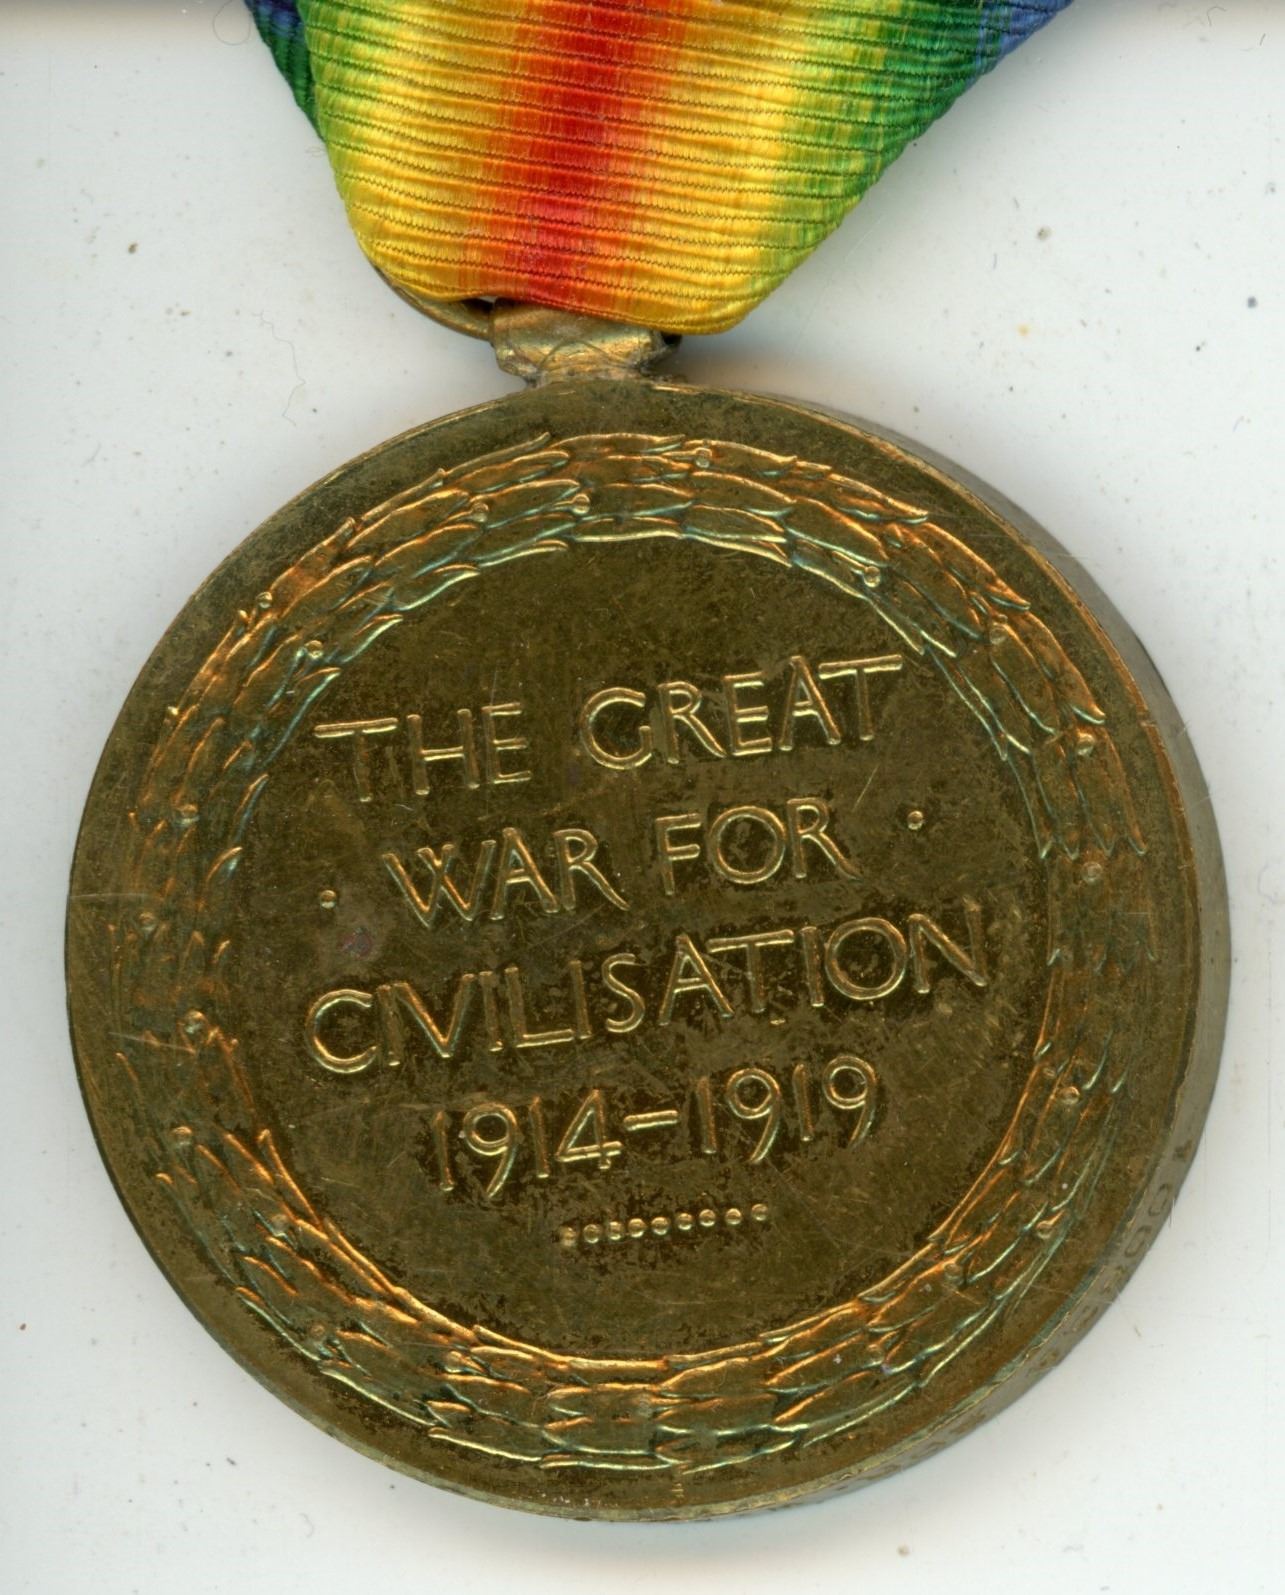 THE GREAT
· WAR FOR ·
CIVILISATION
1914-1919